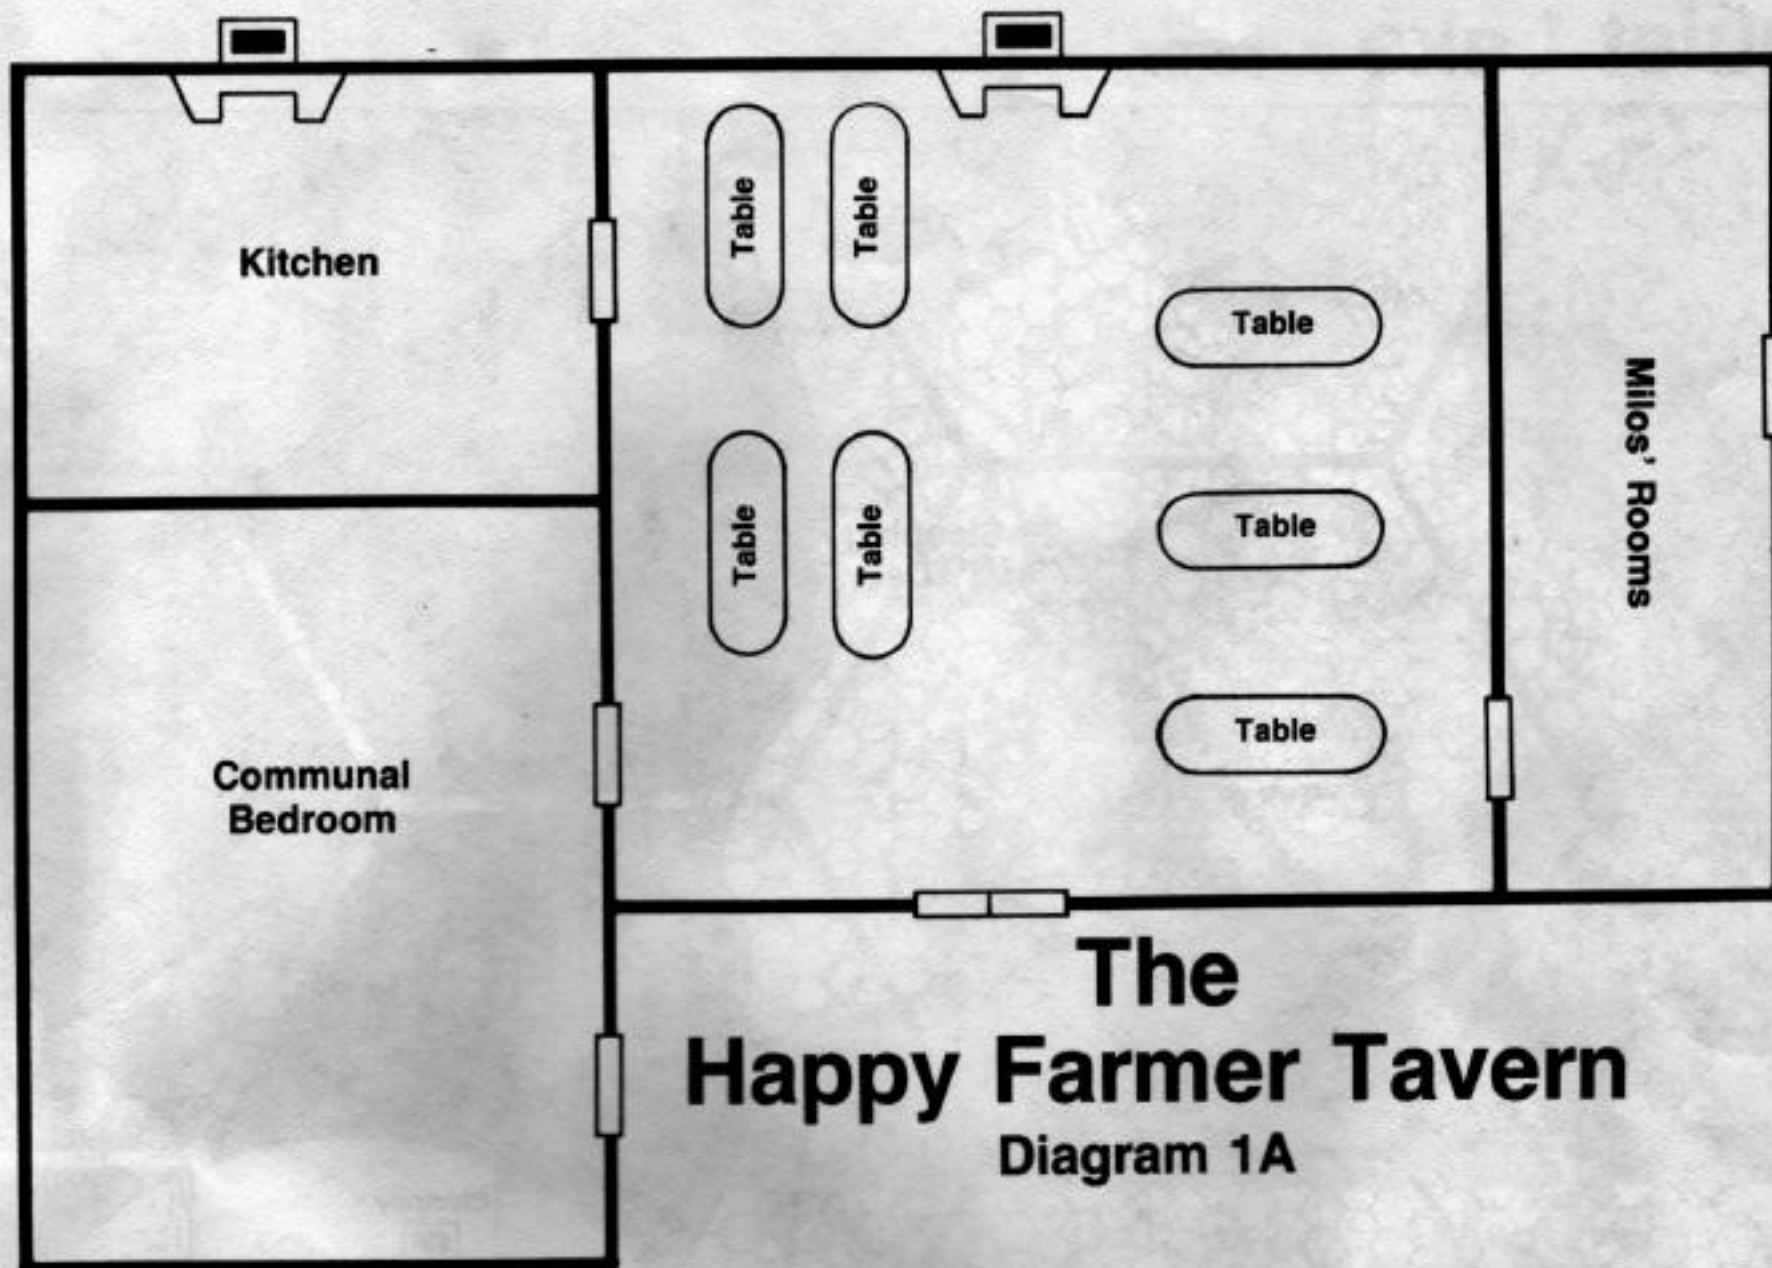 Kitchen
Table
Table
Table
Table
Table
Table
Table
Milos' Rooms
Communal
Bedroom
The
Happy Farmer Tavern
Diagram 1A